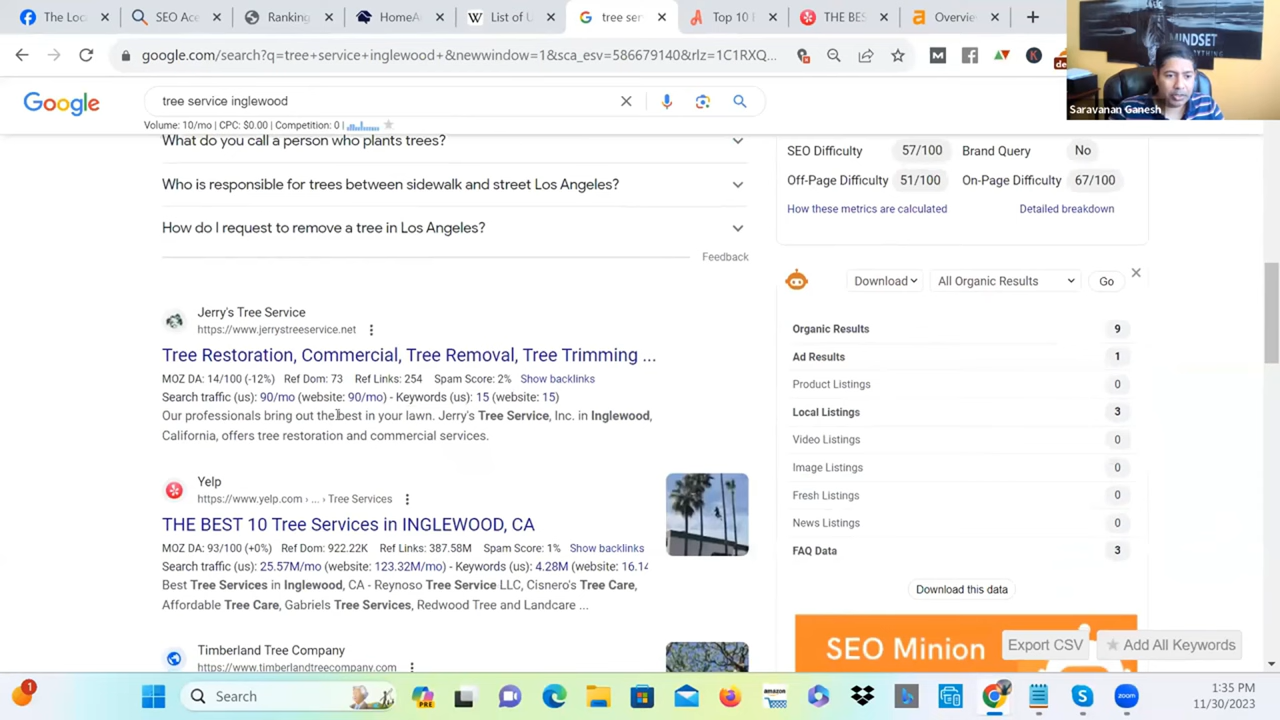 The Loc
SEO Ace
Ranking
HomeA
List of L
tree ser
Top 10 I
THE BES
Overvie
google.com/search?q=tree+service+inglewood+&newwindow=1&sca_esv=586679140&rlz=1C1RXQ...
MINDSET
Saravanan Ganesh
Google
tree service inglewood
Volume: 10/mo | CPC: $0.00 | Competition: 0 |
What do you call a person who plants trees?
Who is responsible for trees between sidewalk and street Los Angeles?
How do I request to remove a tree in Los Angeles?
Feedback
Jerry's Tree Service
https://www.jerrystreeservice.net
Tree Restoration, Commercial, Tree Removal, Tree Trimming ...
MOZ DA: 14/100 (-12%) Ref Dom: 73 Ref Links: 254 Spam Score: 2% Show backlinks
Search traffic (us): 90/mo (website: 90/mo) - Keywords (us): 15 (website: 15)
Our professionals bring out the best in your lawn. Jerry's Tree Service, Inc. in Inglewood,
California, offers tree restoration and commercial services.
Yelp
https://www.yelp.com › ... › Tree Services
THE BEST 10 Tree Services in INGLEWOOD, CA
MOZ DA: 93/100 (+0%) Ref Dom: 922.22K Ref Links: 387.58M Spam Score: 1% Show backlinks
Search traffic (us): 25.57M/mo (website: 123.32M/mo) - Keywords (us): 4.28M (website: 16.14
Best Tree Services in Inglewood, CA - Reynoso Tree Service LLC, Cisnero's Tree Care,
Affordable Tree Care, Gabriels Tree Services, Redwood Tree and Landcare ...
Timberland Tree Company
https://www.timberlandtreecompany.com
SEO Difficulty 57/100 Brand Query No
Off-Page Difficulty 51/100 On-Page Difficulty 67/100
How these metrics are calculated Detailed breakdown
Download All Organic Results Go
Organic Results 9
Ad Results 1
Product Listings 0
Local Listings 3
Video Listings 0
Image Listings 0
Fresh Listings 0
News Listings 0
FAQ Data 3
Download this data
SEO Minion
Export CSV
Add All Keywords
1
Search
amazon
zoom
1:35 PM
11/30/2023